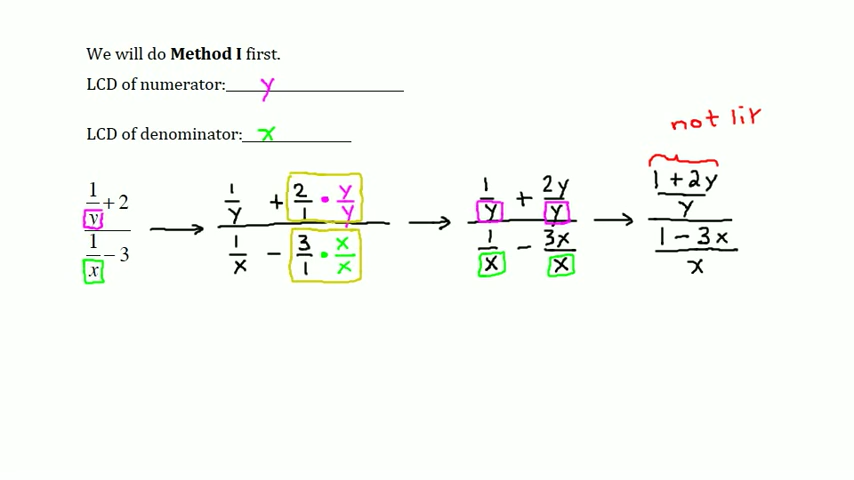 We will do Method I first.
LCD of numerator: y
LCD of denominator: x
not lik
1/y + 2 → 1/y + 2/1 • y/y → 1/y + 2y/y → 1 + 2y/y
1/x − 3 1/x − 3/1 • x/x 1/x − 3x/x 1 − 3x/x